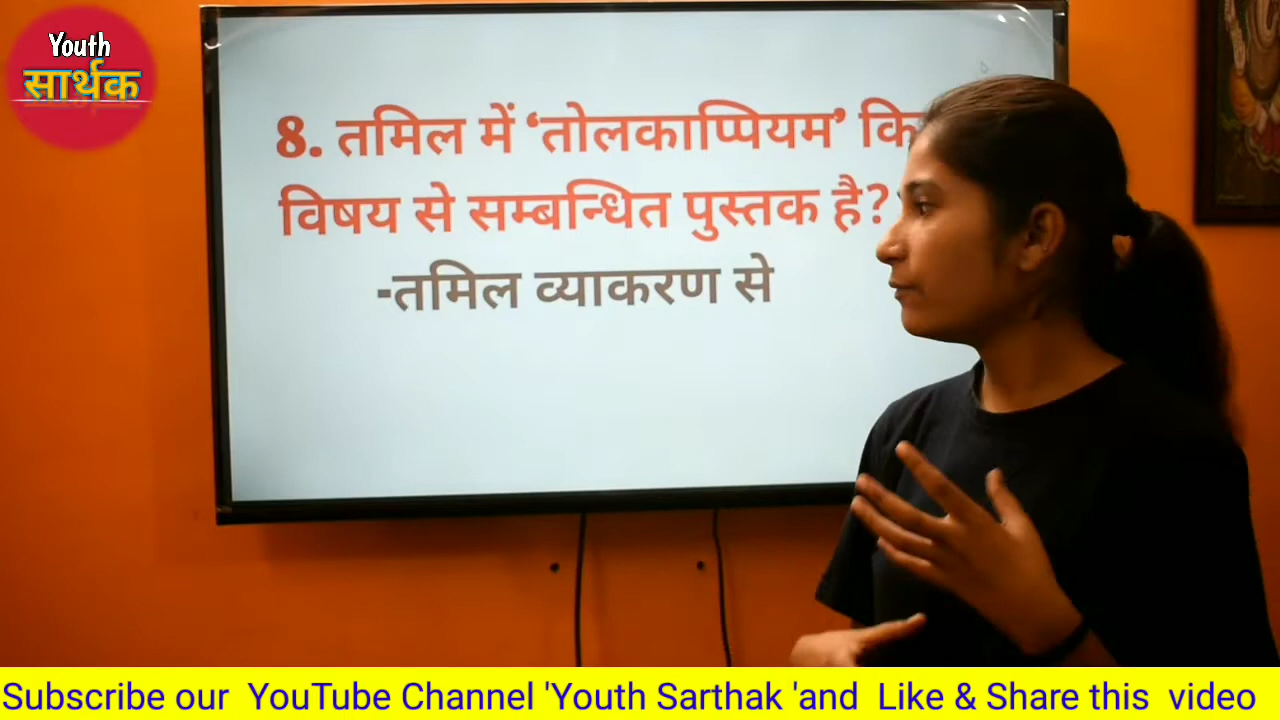 Youth
सार्थक
8. तमिल में ‘तोलकाप्पियम’
विषय से सम्बन्धित पुस्तक है?
-तमिल व्याकरण से
Subscribe our YouTube Channel 'Youth Sarthak 'and Like & Share this video